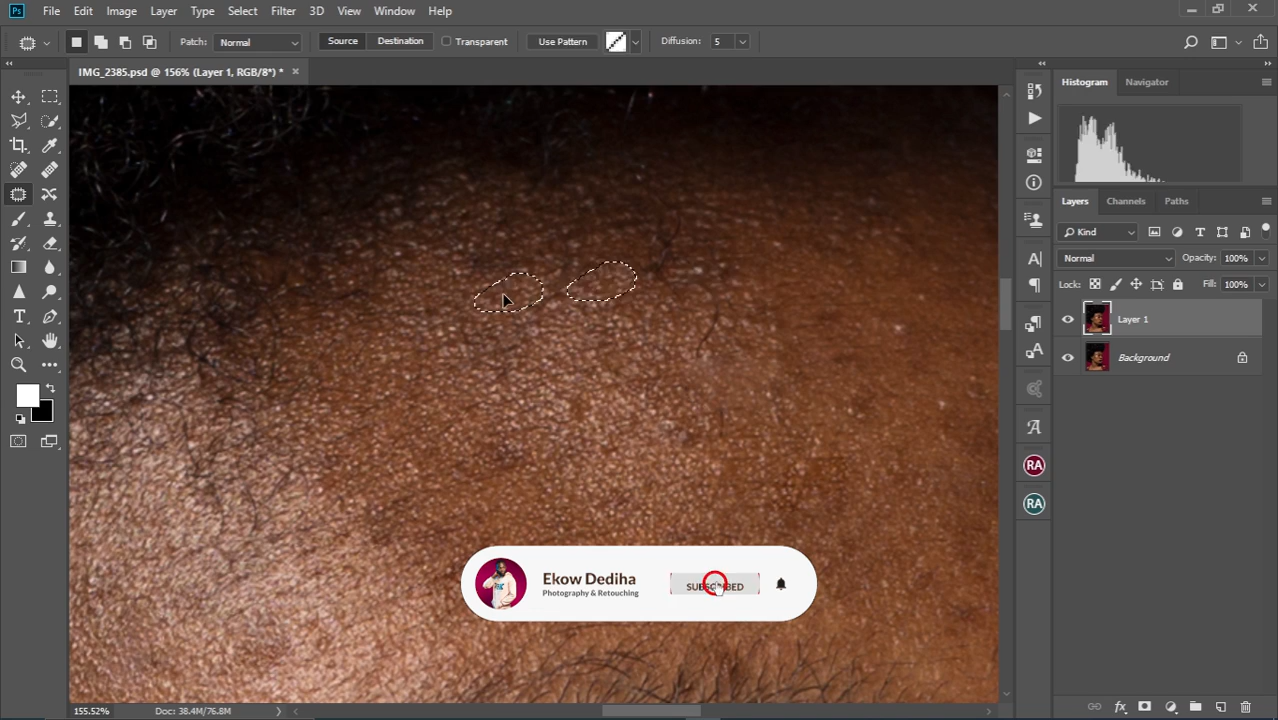 Ps File Edit Image Layer Type Select Filter 3D View Window Help
Patch: Normal Source Destination Transparent Use Pattern Diffusion: 5
IMG_2385.psd @ 156% (Layer 1, RGB/8*) *
Histogram Navigator
Layers Channels Paths
Kind
Normal Opacity: 100%
Lock: Fill: 100%
Layer 1
Background
RA
RA
Ekow Dediha
Photography & Retouching
SUBSCRIBED
155.52% Doc: 38.4M/76.8M